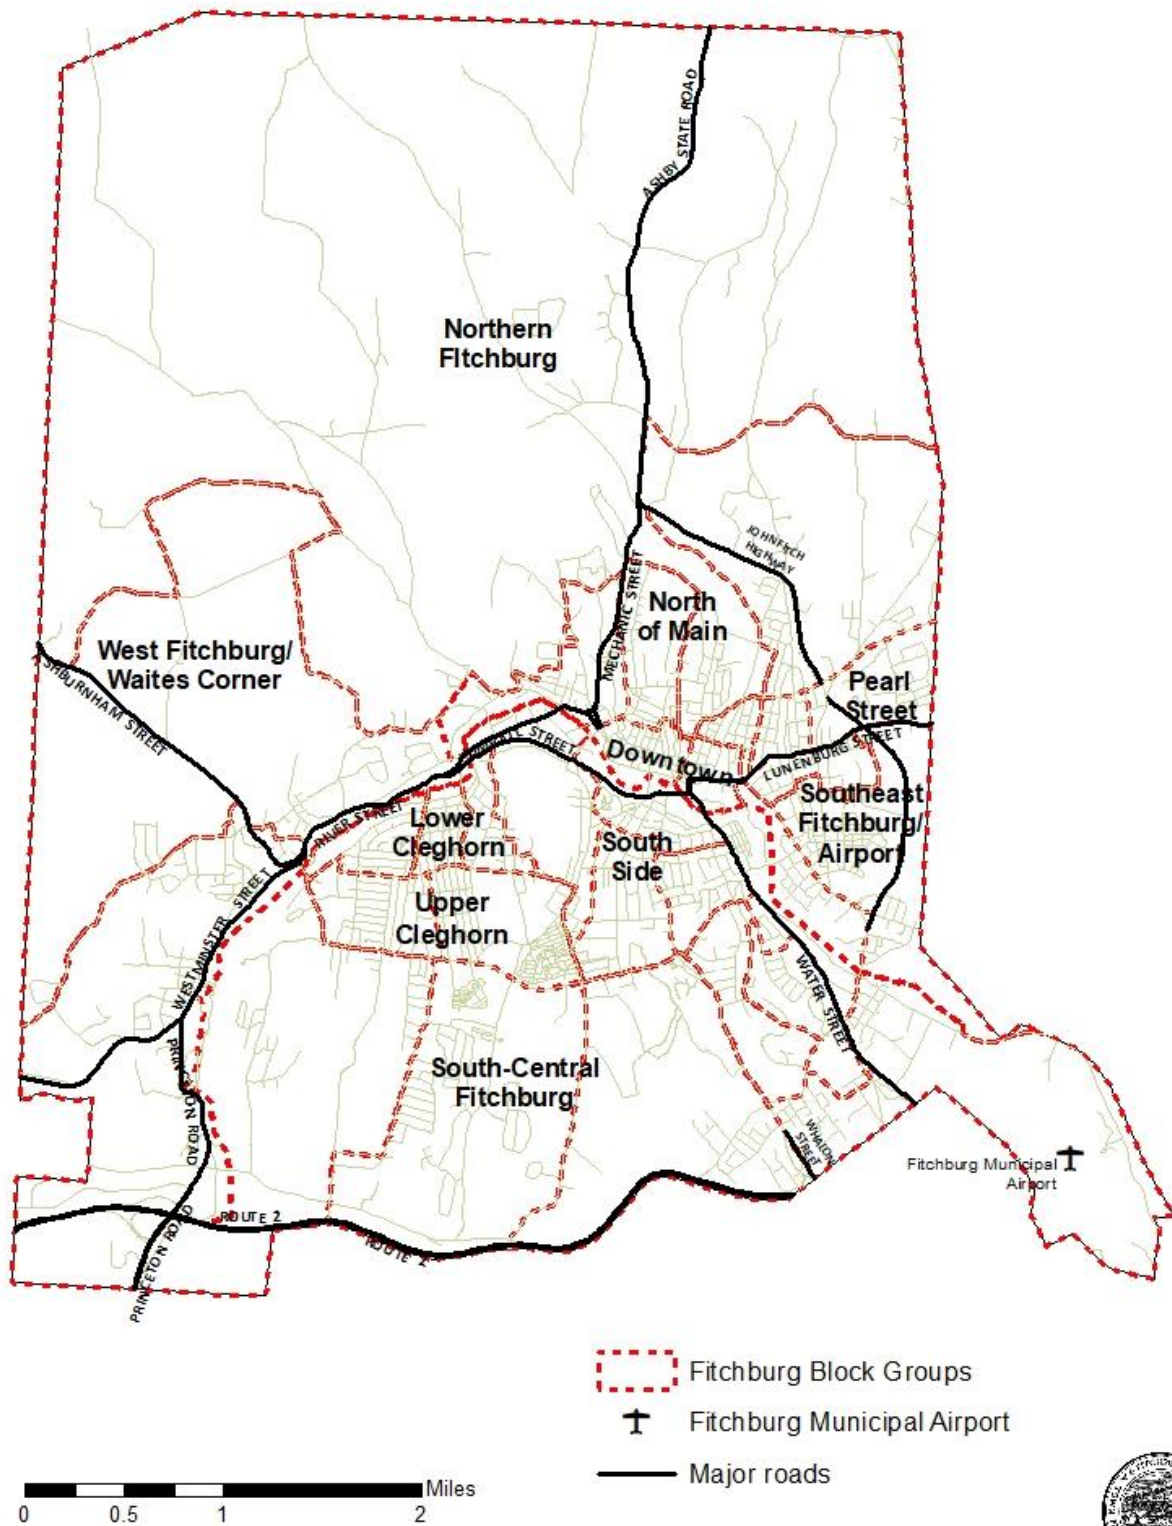 ASHBY STATE ROAD
Northern
FItchburg
JOHN FITCH
HIGHWAY
MECHANIC STREET
North
of Main
West Fitchburg/
Waites Corner
SHBURNHAM STREET
Pearl
Street
Downtown
LUNENBURG STREET
RIVER STREET
Lower
Cleghorn
South
Side
Southeast
Fitchburg/
Airport
Upper
Cleghorn
WESTMINSTER STREET
WATER STREET
PRINCETON ROAD
South-Central
Fitchburg
WHALON
STREET
Fitchburg Municipal
Airport
ROUTE 2
ROUTE 2
PRINCETON ROAD
Fitchburg Block Groups
Fitchburg Municipal Airport
Major roads
Miles
0 0.5 1 2